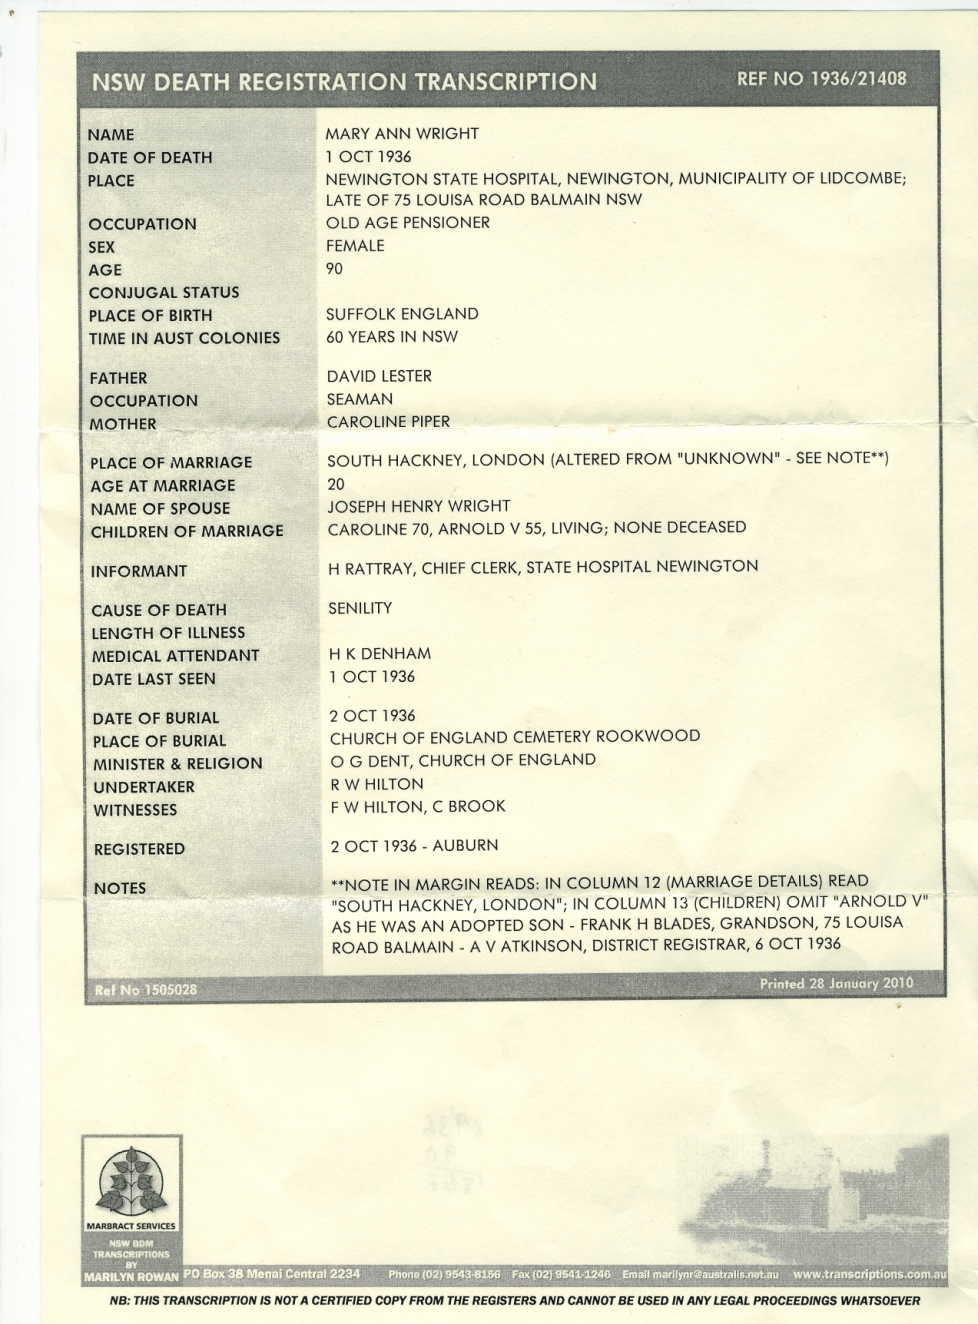 NSW DEATH REGISTRATION TRANSCRIPTION REF NO 1936/21408
NAME MARY ANN WRIGHT
DATE OF DEATH 1 OCT 1936
PLACE NEWINGTON STATE HOSPITAL, NEWINGTON, MUNICIPALITY OF LIDCOMBE;
LATE OF 75 LOUISA ROAD BALMAIN NSW
OCCUPATION OLD AGE PENSIONER
SEX FEMALE
AGE 90
CONJUGAL STATUS
PLACE OF BIRTH SUFFOLK ENGLAND
TIME IN AUST COLONIES 60 YEARS IN NSW
FATHER DAVID LESTER
OCCUPATION SEAMAN
MOTHER CAROLINE PIPER
PLACE OF MARRIAGE SOUTH HACKNEY, LONDON (ALTERED FROM "UNKNOWN" - SEE NOTE**)
AGE AT MARRIAGE 20
NAME OF SPOUSE JOSEPH HENRY WRIGHT
CHILDREN OF MARRIAGE CAROLINE 70, ARNOLD V 55, LIVING; NONE DECEASED
INFORMANT H RATTRAY, CHIEF CLERK, STATE HOSPITAL NEWINGTON
CAUSE OF DEATH SENILITY
LENGTH OF ILLNESS
MEDICAL ATTENDANT H K DENHAM
DATE LAST SEEN 1 OCT 1936
DATE OF BURIAL 2 OCT 1936
PLACE OF BURIAL CHURCH OF ENGLAND CEMETERY ROOKWOOD
MINISTER & RELIGION O G DENT, CHURCH OF ENGLAND
UNDERTAKER R W HILTON
WITNESSES F W HILTON, C BROOK
REGISTERED 2 OCT 1936 - AUBURN
NOTES **NOTE IN MARGIN READS: IN COLUMN 12 (MARRIAGE DETAILS) READ
"SOUTH HACKNEY, LONDON"; IN COLUMN 13 (CHILDREN) OMIT "ARNOLD V"
AS HE WAS AN ADOPTED SON - FRANK H BLADES, GRANDSON, 75 LOUISA
ROAD BALMAIN - A V ATKINSON, DISTRICT REGISTRAR, 6 OCT 1936
Ref No 1505028 Printed 28 January 2010
MARBRACT SERVICES
NSW BDM
TRANSCRIPTIONS
BY
MARILYN ROWAN
PO Box 38 Menai Central 2234 Phone (02) 9543-8156 Fax (02) 9541-1246 Email marilynr@australis.net.au www.transcriptions.com.au
NB: THIS TRANSCRIPTION IS NOT A CERTIFIED COPY FROM THE REGISTERS AND CANNOT BE USED IN ANY LEGAL PROCEEDINGS WHATSOEVER